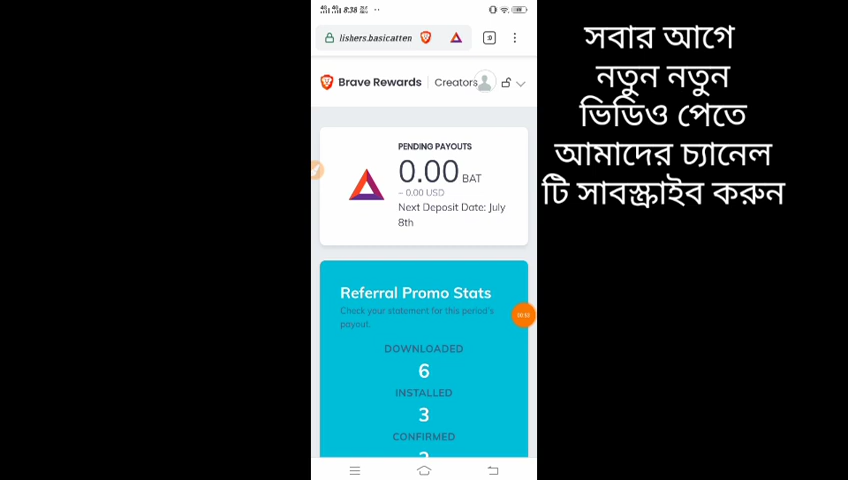 8:38
lishers.basicatten
:D
Brave Rewards | Creators
PENDING PAYOUTS
0.00 BAT
~ 0.00 USD
Next Deposit Date: July
8th
Referral Promo Stats
Check your statement for this period's
payout.
DOWNLOADED
6
INSTALLED
3
CONFIRMED
সবার আগে
নতুন নতুন
ভিডিও পেতে
আমাদের চ্যানেল
টি সাবস্ক্রাইব করুন